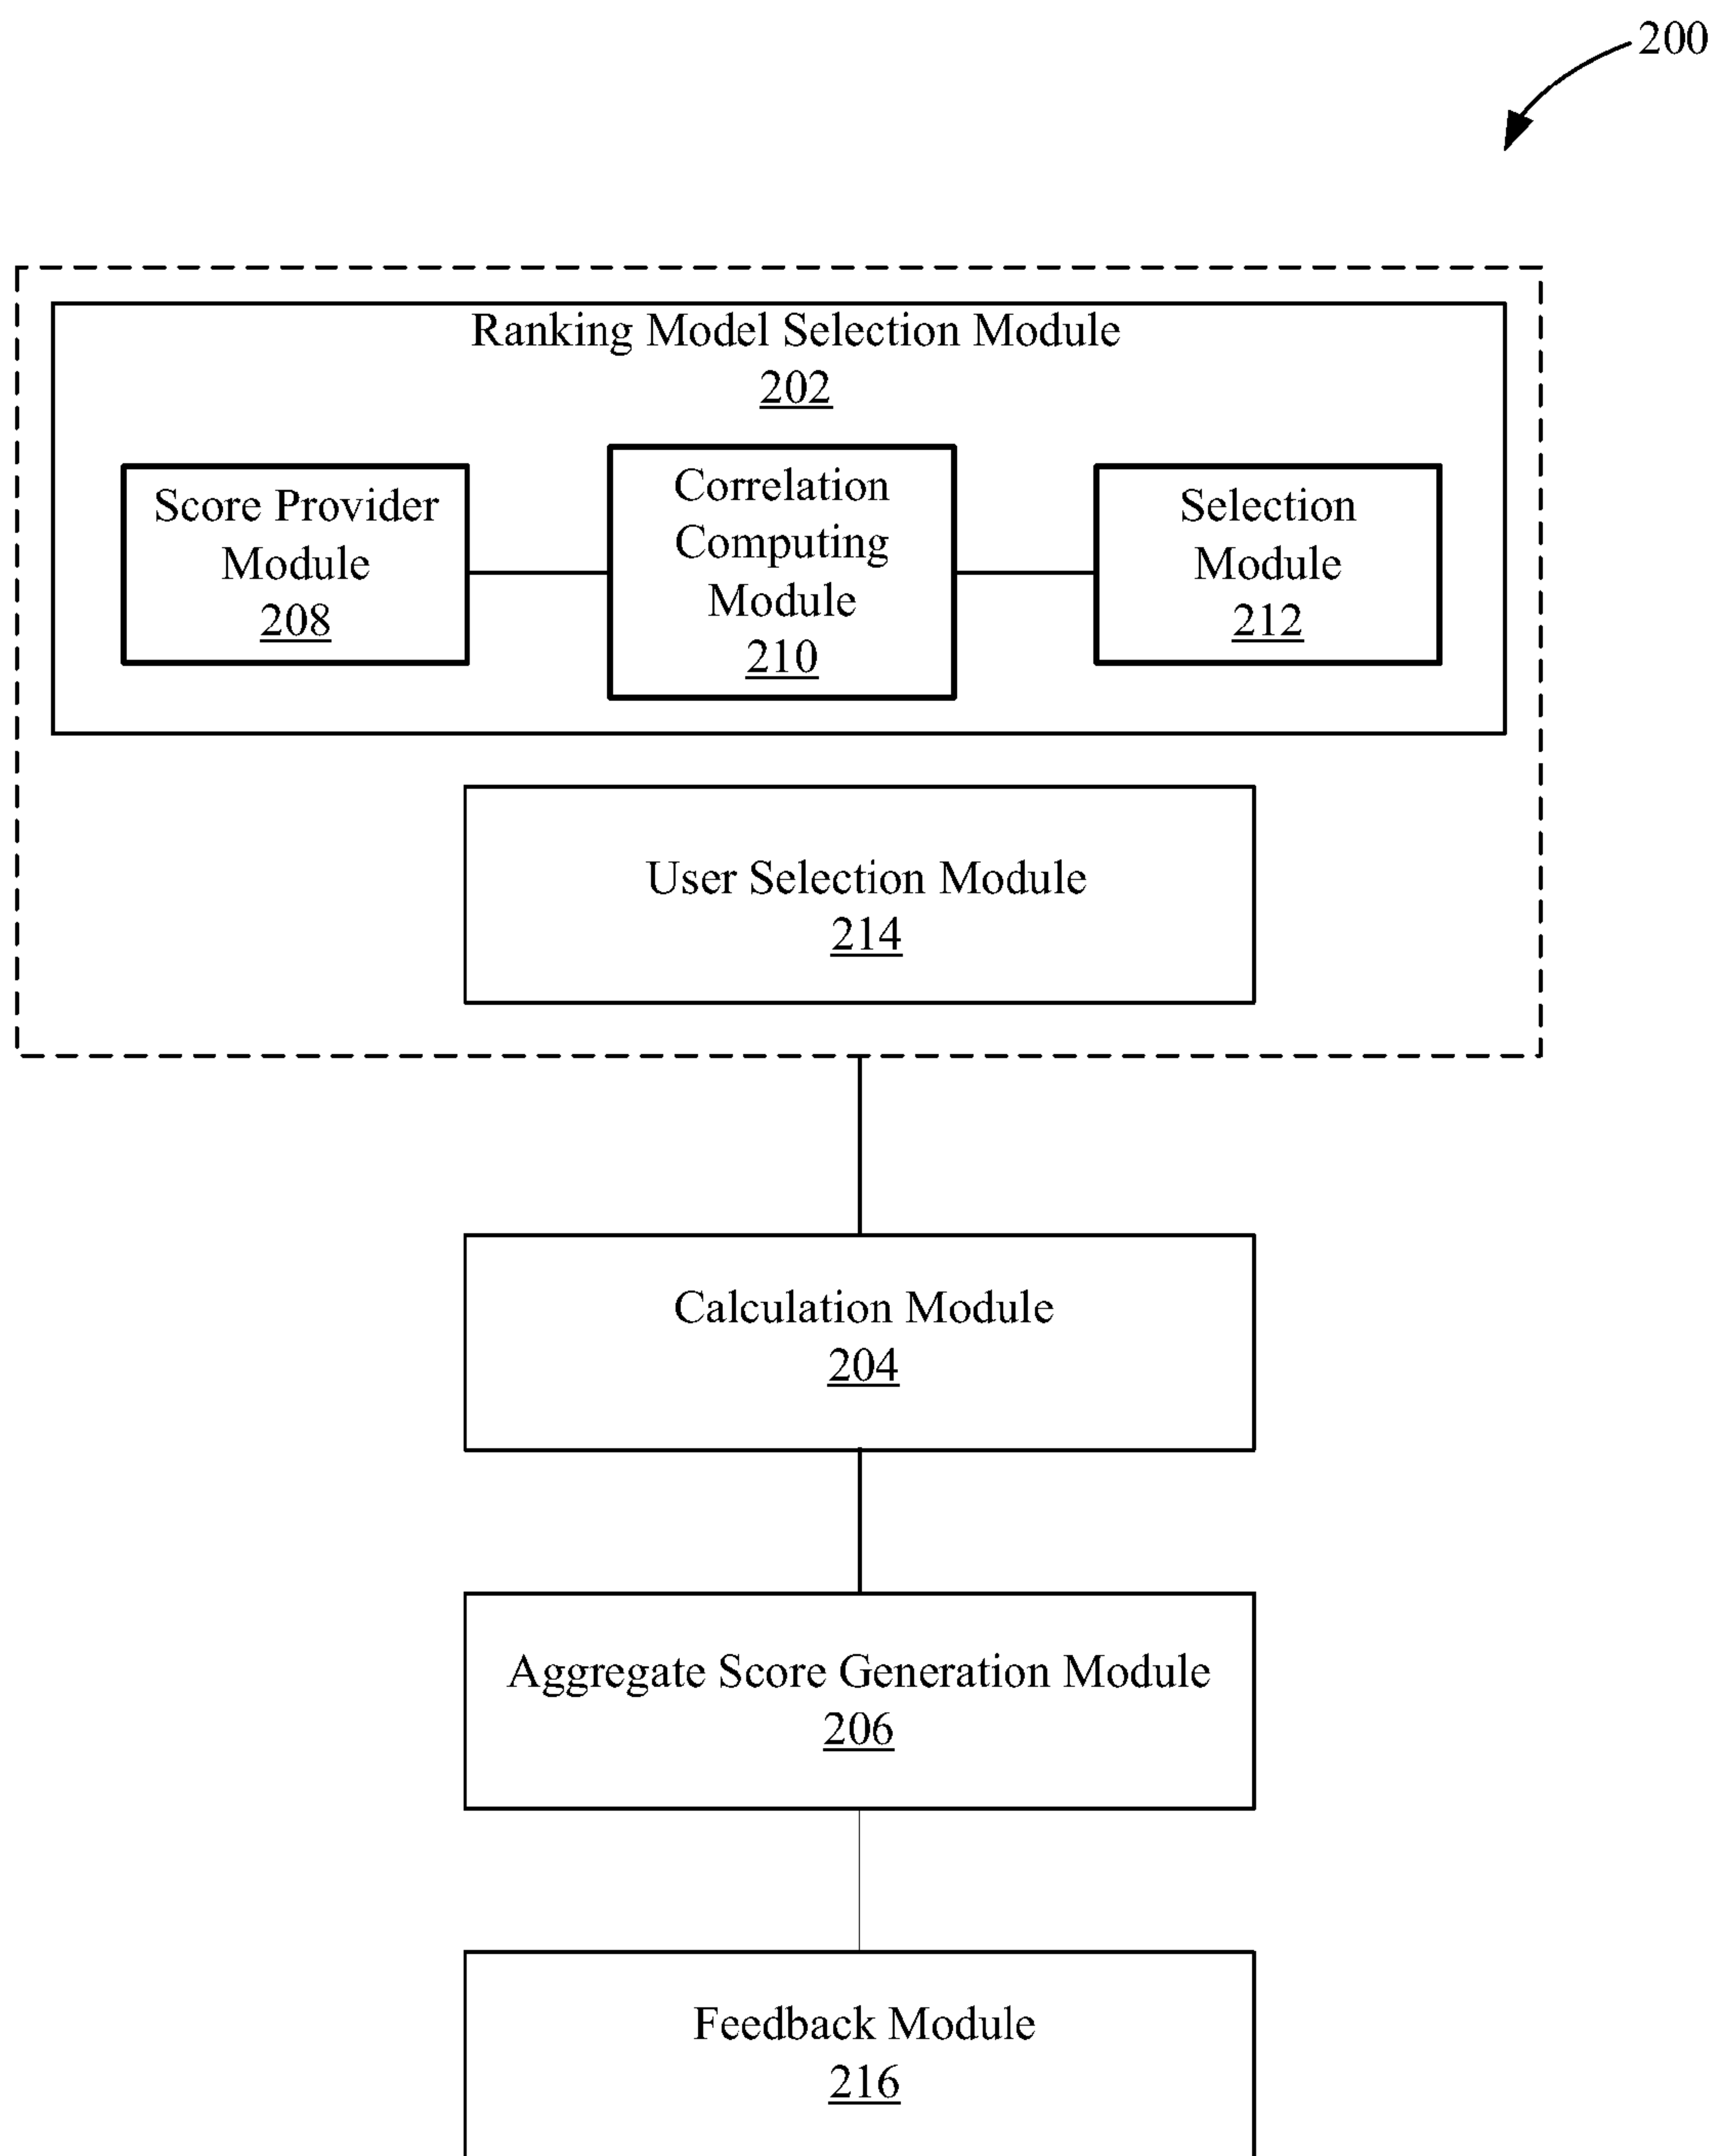 200
Ranking Model Selection Module
202
Score Provider
Module
208
Correlation
Computing
Module
210
Selection
Module
212
User Selection Module
214
Calculation Module
204
Aggregate Score Generation Module
206
Feedback Module
216